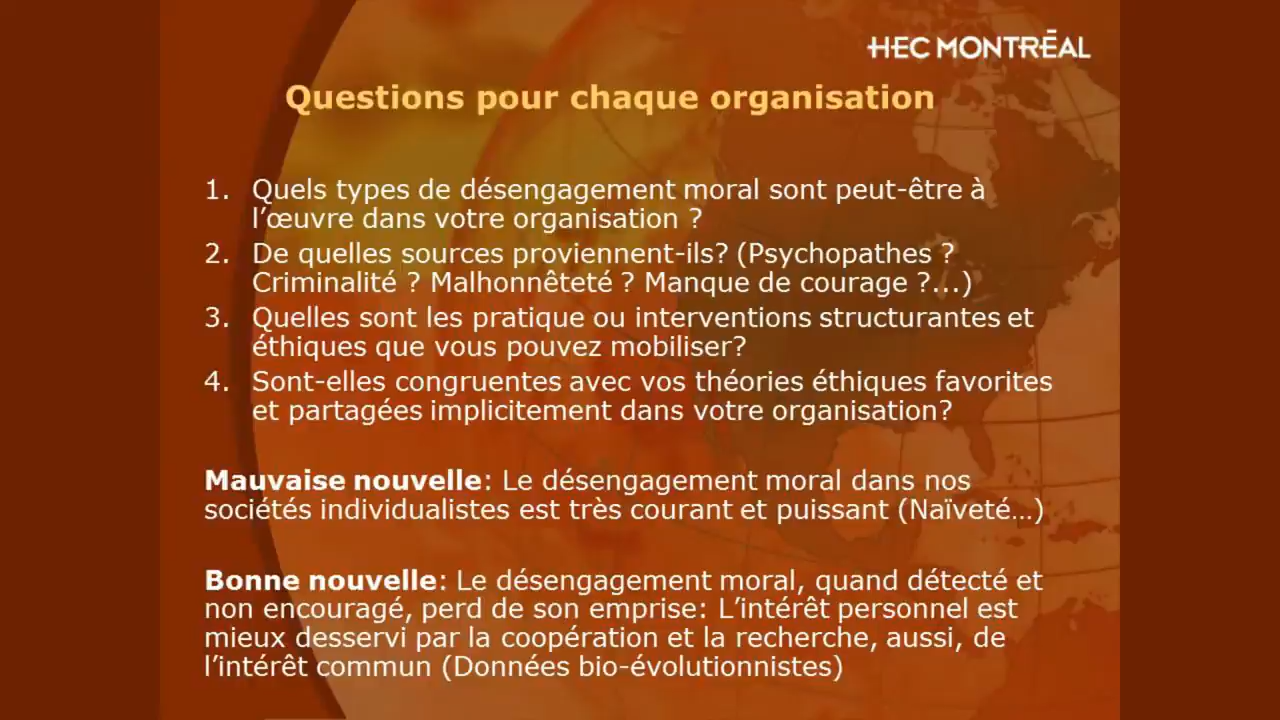 HEC MONTRĒAL
Questions pour chaque organisation
1. Quels types de désengagement moral sont peut-être à
l’œuvre dans votre organisation ?
2. De quelles sources proviennent-ils? (Psychopathes ?
Criminalité ? Malhonnêteté ? Manque de courage ?...)
3. Quelles sont les pratique ou interventions structurantes et
éthiques que vous pouvez mobiliser?
4. Sont-elles congruentes avec vos théories éthiques favorites
et partagées implicitement dans votre organisation?
Mauvaise nouvelle: Le désengagement moral dans nos
sociétés individualistes est très courant et puissant (Naïveté…)
Bonne nouvelle: Le désengagement moral, quand détecté et
non encouragé, perd de son emprise: L’intérêt personnel est
mieux desservi par la coopération et la recherche, aussi, de
l’intérêt commun (Données bio-évolutionnistes)